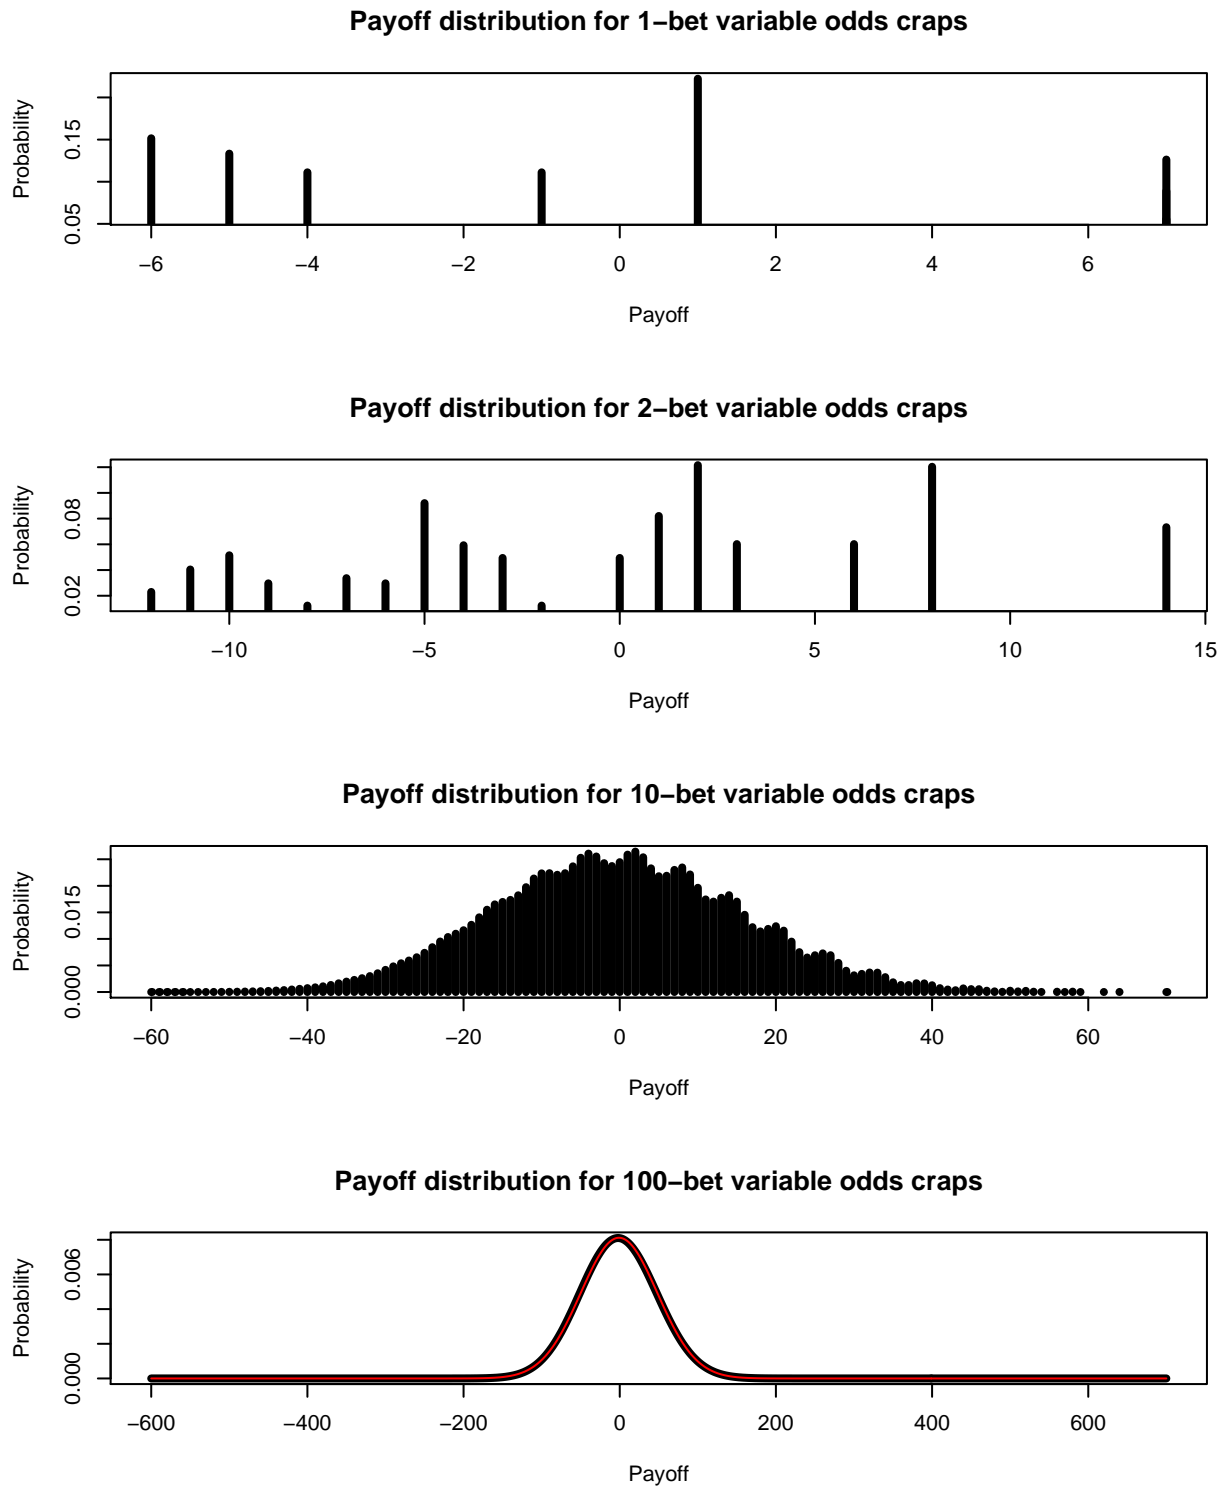 Payoff distribution for 1−bet variable odds craps
Probability
0.05 0.15
−6 −4 −2 0 2 4 6
Payoff
Payoff distribution for 2−bet variable odds craps
Probability
0.02 0.08
−10 −5 0 5 10 15
Payoff
Payoff distribution for 10−bet variable odds craps
Probability
0.000 0.015
−60 −40 −20 0 20 40 60
Payoff
Payoff distribution for 100−bet variable odds craps
Probability
0.000 0.006
−600 −400 −200 0 200 400 600
Payoff